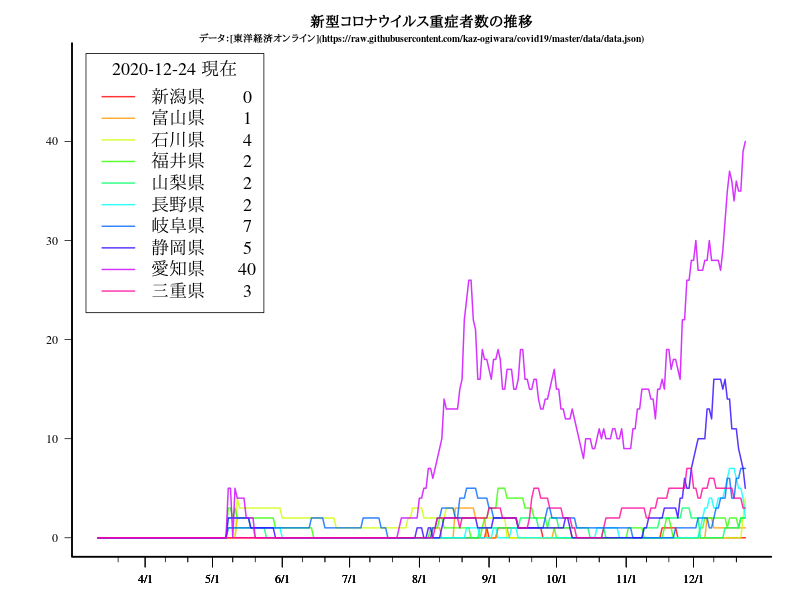 新型コロナウイルス重症者数の推移
データ:[東洋経済オンライン](https://raw.githubusercontent.com/kaz-ogiwara/covid19/master/data/data.json)
2020-12-24 現在
新潟県 0
富山県 1
石川県 4
福井県 2
山梨県 2
長野県 2
岐阜県 7
静岡県 5
愛知県 40
三重県 3
40
30
20
10
0
4/1 5/1 6/1 7/1 8/1 9/1 10/1 11/1 12/1